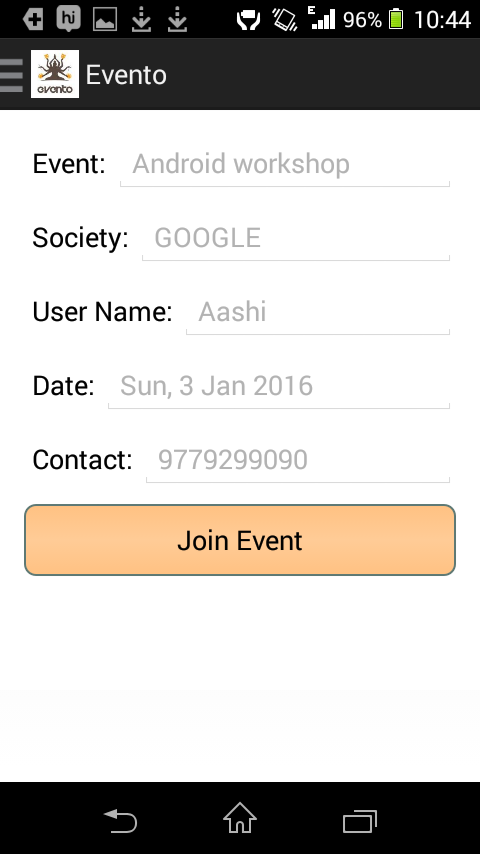 hi E 96% 10:44
evento Evento
Event: Android workshop
Society: GOOGLE
User Name: Aashi
Date: Sun, 3 Jan 2016
Contact: 9779299090
Join Event